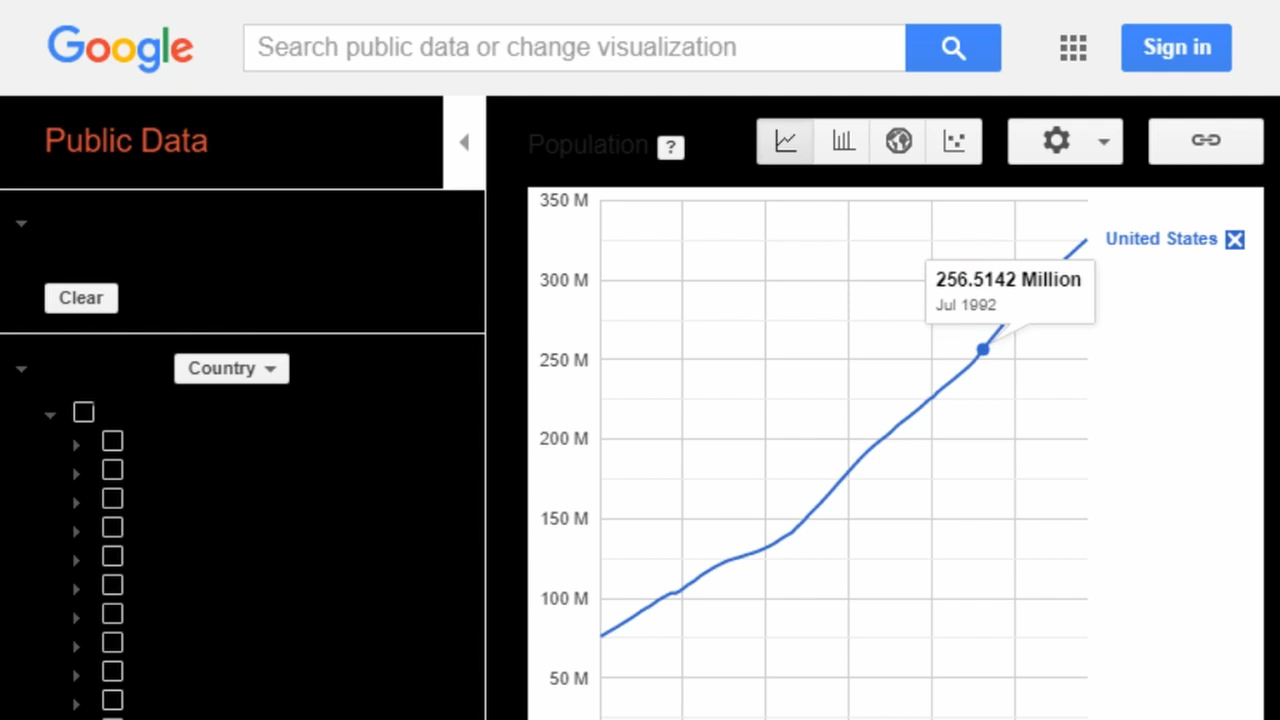 Google
Search public data or change visualization
Sign in
Public Data
Population ?
Clear
Country
350 M
300 M
250 M
200 M
150 M
100 M
50 M
United States
256.5142 Million
Jul 1992